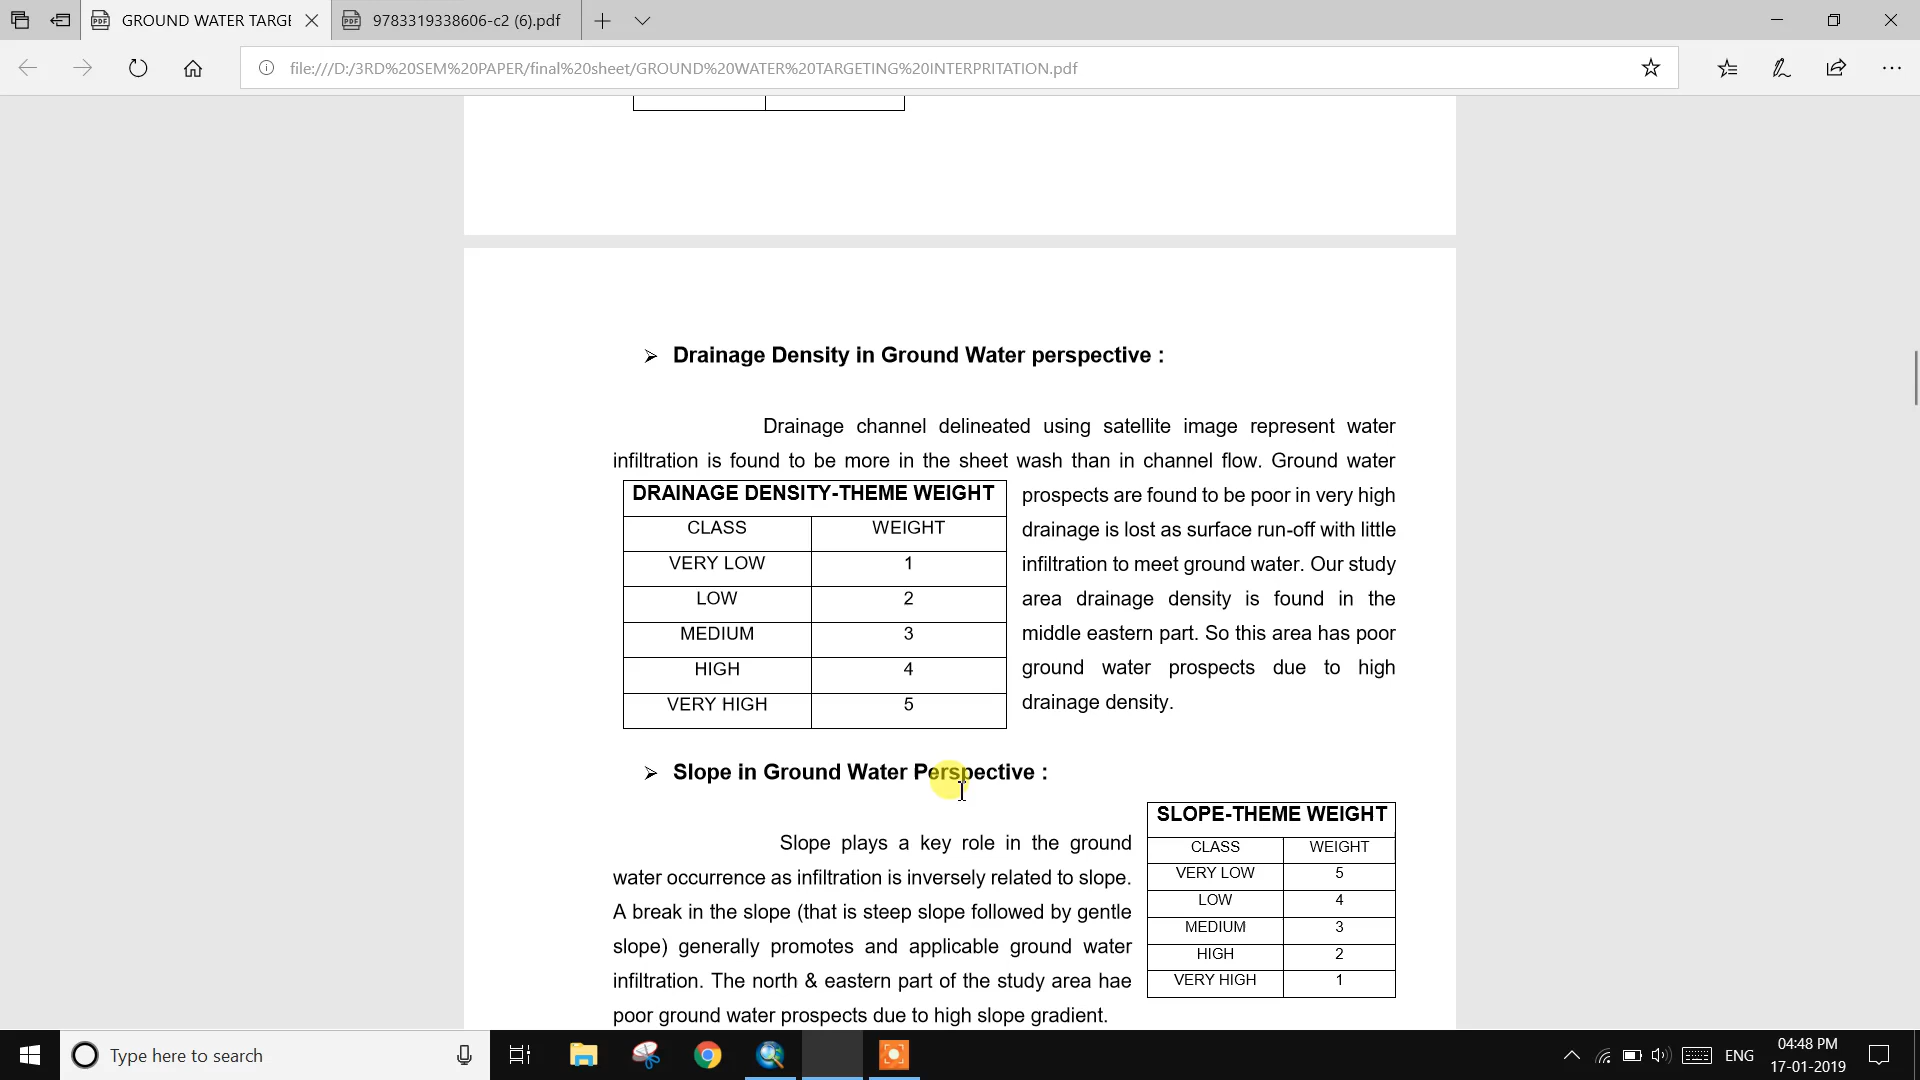 GROUND WATER TARGE
9783319338606-c2 (6).pdf
file:///D:/3RD%20SEM%20PAPER/final%20sheet/GROUND%20WATER%20TARGETING%20INTERPRITATION.pdf
➢ Drainage Density in Ground Water perspective :
Drainage channel delineated using satellite image represent water
infiltration is found to be more in the sheet wash than in channel flow. Ground water
prospects are found to be poor in very high
drainage is lost as surface run-off with little
infiltration to meet ground water. Our study
area drainage density is found in the
middle eastern part. So this area has poor
ground water prospects due to high
drainage density.
DRAINAGE DENSITY-THEME WEIGHT
CLASS WEIGHT
VERY LOW 1
LOW 2
MEDIUM 3
HIGH 4
VERY HIGH 5
➢ Slope in Ground Water Perspective :
Slope plays a key role in the ground
water occurrence as infiltration is inversely related to slope.
A break in the slope (that is steep slope followed by gentle
slope) generally promotes and applicable ground water
infiltration. The north & eastern part of the study area hae
poor ground water prospects due to high slope gradient.
SLOPE-THEME WEIGHT
CLASS WEIGHT
VERY LOW 5
LOW 4
MEDIUM 3
HIGH 2
VERY HIGH 1
Type here to search
ENG
04:48 PM
17-01-2019